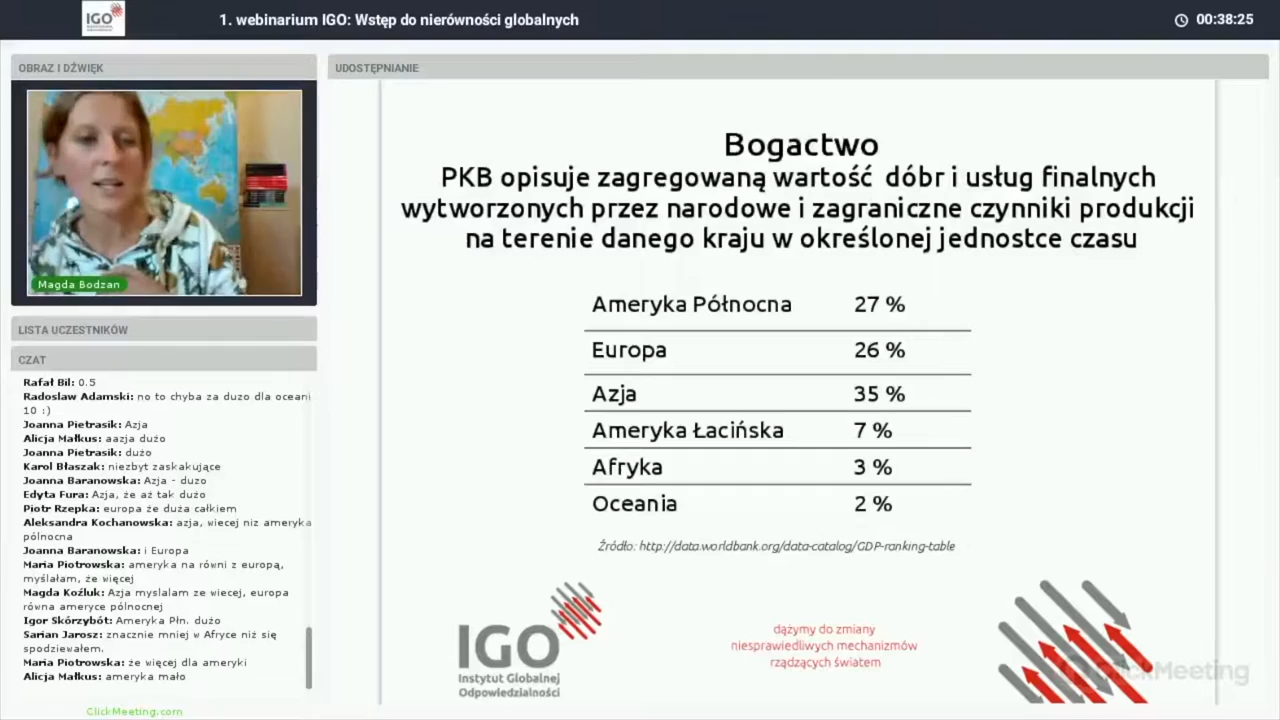 IGO
1. webinarium IGO: Wstęp do nierówności globalnych
00:38:25
OBRAZ I DŹWIĘK
Magda Bodzan
LISTA UCZESTNIKÓW
CZAT
Rafał Bil: 0.5
Radoslaw Adamski: no to chyba za duzo dla oceani
10 :)
Joanna Pietrasik: Azja
Alicja Małkus: aazja dużo
Joanna Pietrasik: dużo
Karol Błaszak: niezbyt zaskakujące
Joanna Baranowska: Azja - duzo
Edyta Fura: Azja, że aż tak dużo
Piotr Rzepka: europa że duża całkiem
Aleksandra Kochanowska: azja, wiecej niz ameryka
północna
Joanna Baranowska: i Europa
Maria Piotrowska: ameryka na równi z europą,
myślałam, że więcej
Magda Koźluk: Azja myslalam ze wiecej, europa
równa ameryce północnej
Igor Skórzybót: Ameryka Płn. dużo
Sarian Jarosz: znacznie mniej w Afryce niż się
spodziewałem.
Maria Piotrowska: że więcej dla ameryki
Alicja Małkus: ameryka mało
ClickMeeting.com
UDOSTĘPNIANIE
Bogactwo
PKB opisuje zagregowaną wartość dóbr i usług finalnych
wytworzonych przez narodowe i zagraniczne czynniki produkcji
na terenie danego kraju w określonej jednostce czasu
Ameryka Północna 27 %
Europa 26 %
Azja 35 %
Ameryka Łacińska 7 %
Afryka 3 %
Oceania 2 %
Źródło: http://data.worldbank.org/data-catalog/GDP-ranking-table
IGO
Instytut Globalnej
Odpowiedzialności
dążymy do zmiany
niesprawiedliwych mechanizmów
rządzących światem
ClickMeeting